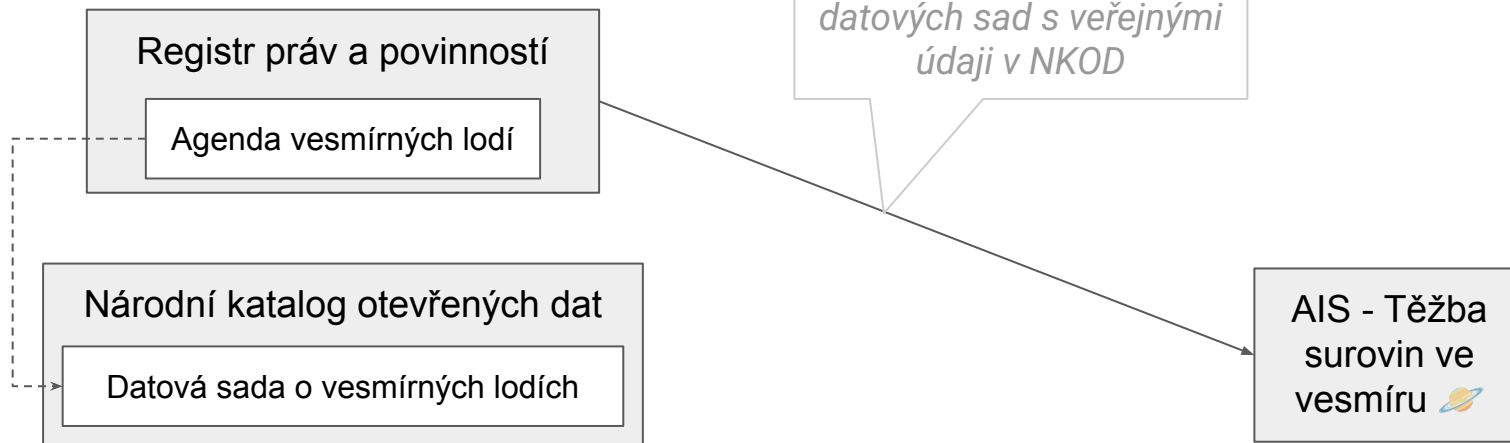 datových sad s veřejnými
údaji v NKOD
Registr práv a povinností
Agenda vesmírných lodí
Národní katalog otevřených dat
Datová sada o vesmírných lodích
AIS - Těžba
surovin ve
vesmíru 🪐